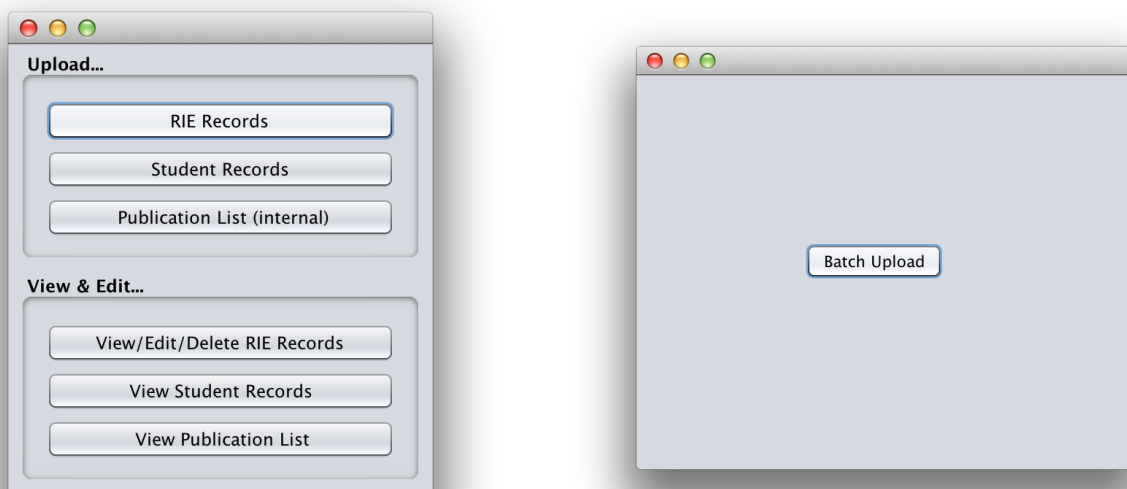 Upload...
RIE Records
Student Records
Publication List (internal)
View & Edit...
View/Edit/Delete RIE Records
View Student Records
View Publication List
Batch Upload